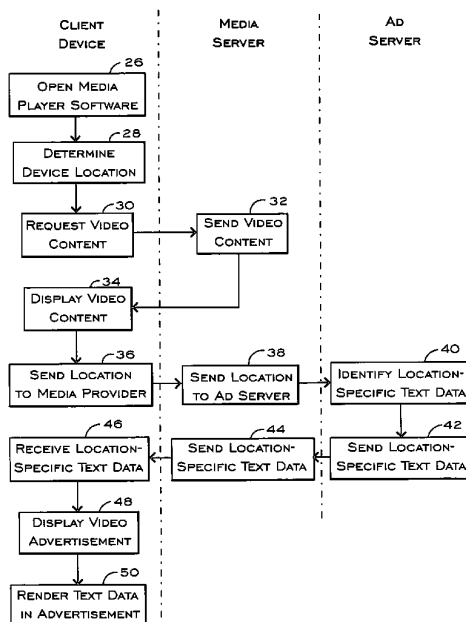 CLIENT
DEVICE
MEDIA
SERVER
AD
SERVER
26
OPEN MEDIA
PLAYER SOFTWARE
28
DETERMINE
DEVICE LOCATION
30
REQUEST VIDEO
CONTENT
32
SEND VIDEO
CONTENT
34
DISPLAY VIDEO
CONTENT
36
SEND LOCATION
TO MEDIA PROVIDER
38
SEND LOCATION
TO AD SERVER
40
IDENTIFY LOCATION-
SPECIFIC TEXT DATA
42
SEND LOCATION-
SPECIFIC TEXT DATA
44
SEND LOCATION-
SPECIFIC TEXT DATA
46
RECEIVE LOCATION-
SPECIFIC TEXT DATA
48
DISPLAY VIDEO
ADVERTISEMENT
50
RENDER TEXT DATA
IN ADVERTISEMENT